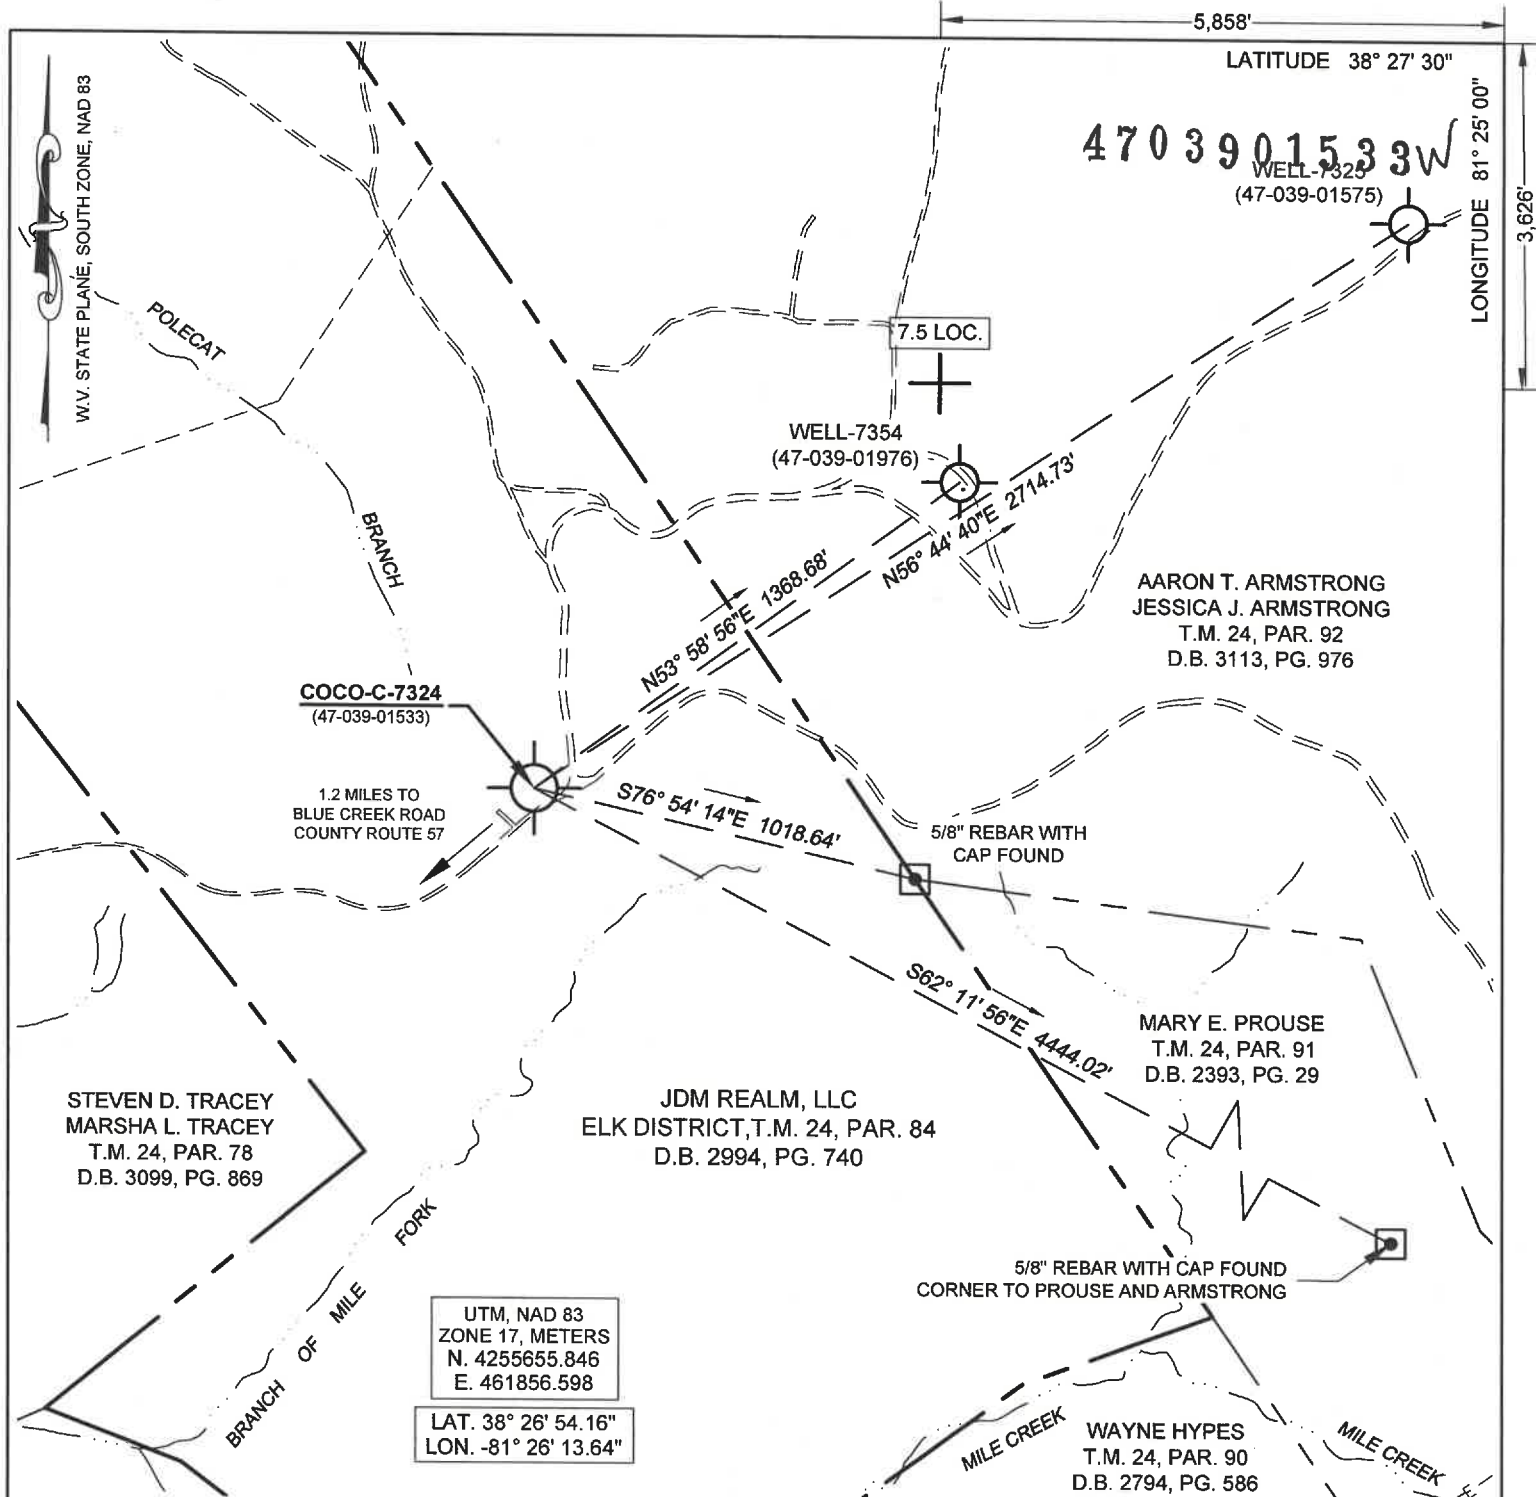 5,858'
LATITUDE 38° 27' 30"
LONGITUDE 81° 25' 00"
3,626'
4703901533W
WELL-7325
(47-039-01575)
W.V. STATE PLANE, SOUTH ZONE, NAD 83
POLECAT
BRANCH
7.5 LOC.
WELL-7354
(47-039-01976)
N56° 44' 40"E 2714.73'
N53° 58' 56"E 1368.68'
AARON T. ARMSTRONG
JESSICA J. ARMSTRONG
T.M. 24, PAR. 92
D.B. 3113, PG. 976
COCO-C-7324
(47-039-01533)
1.2 MILES TO
BLUE CREEK ROAD
COUNTY ROUTE 57
S76° 54' 14"E 1018.64'
5/8" REBAR WITH
CAP FOUND
S62° 11' 56"E 4444.02'
MARY E. PROUSE
T.M. 24, PAR. 91
D.B. 2393, PG. 29
STEVEN D. TRACEY
MARSHA L. TRACEY
T.M. 24, PAR. 78
D.B. 3099, PG. 869
JDM REALM, LLC
ELK DISTRICT, T.M. 24, PAR. 84
D.B. 2994, PG. 740
BRANCH OF MILE FORK
5/8" REBAR WITH CAP FOUND
CORNER TO PROUSE AND ARMSTRONG
UTM, NAD 83
ZONE 17, METERS
N. 4255655.846
E. 461856.598
LAT. 38° 26' 54.16"
LON. -81° 26' 13.64"
MILE CREEK
WAYNE HYPES
T.M. 24, PAR. 90
D.B. 2794, PG. 586
MILE CREEK